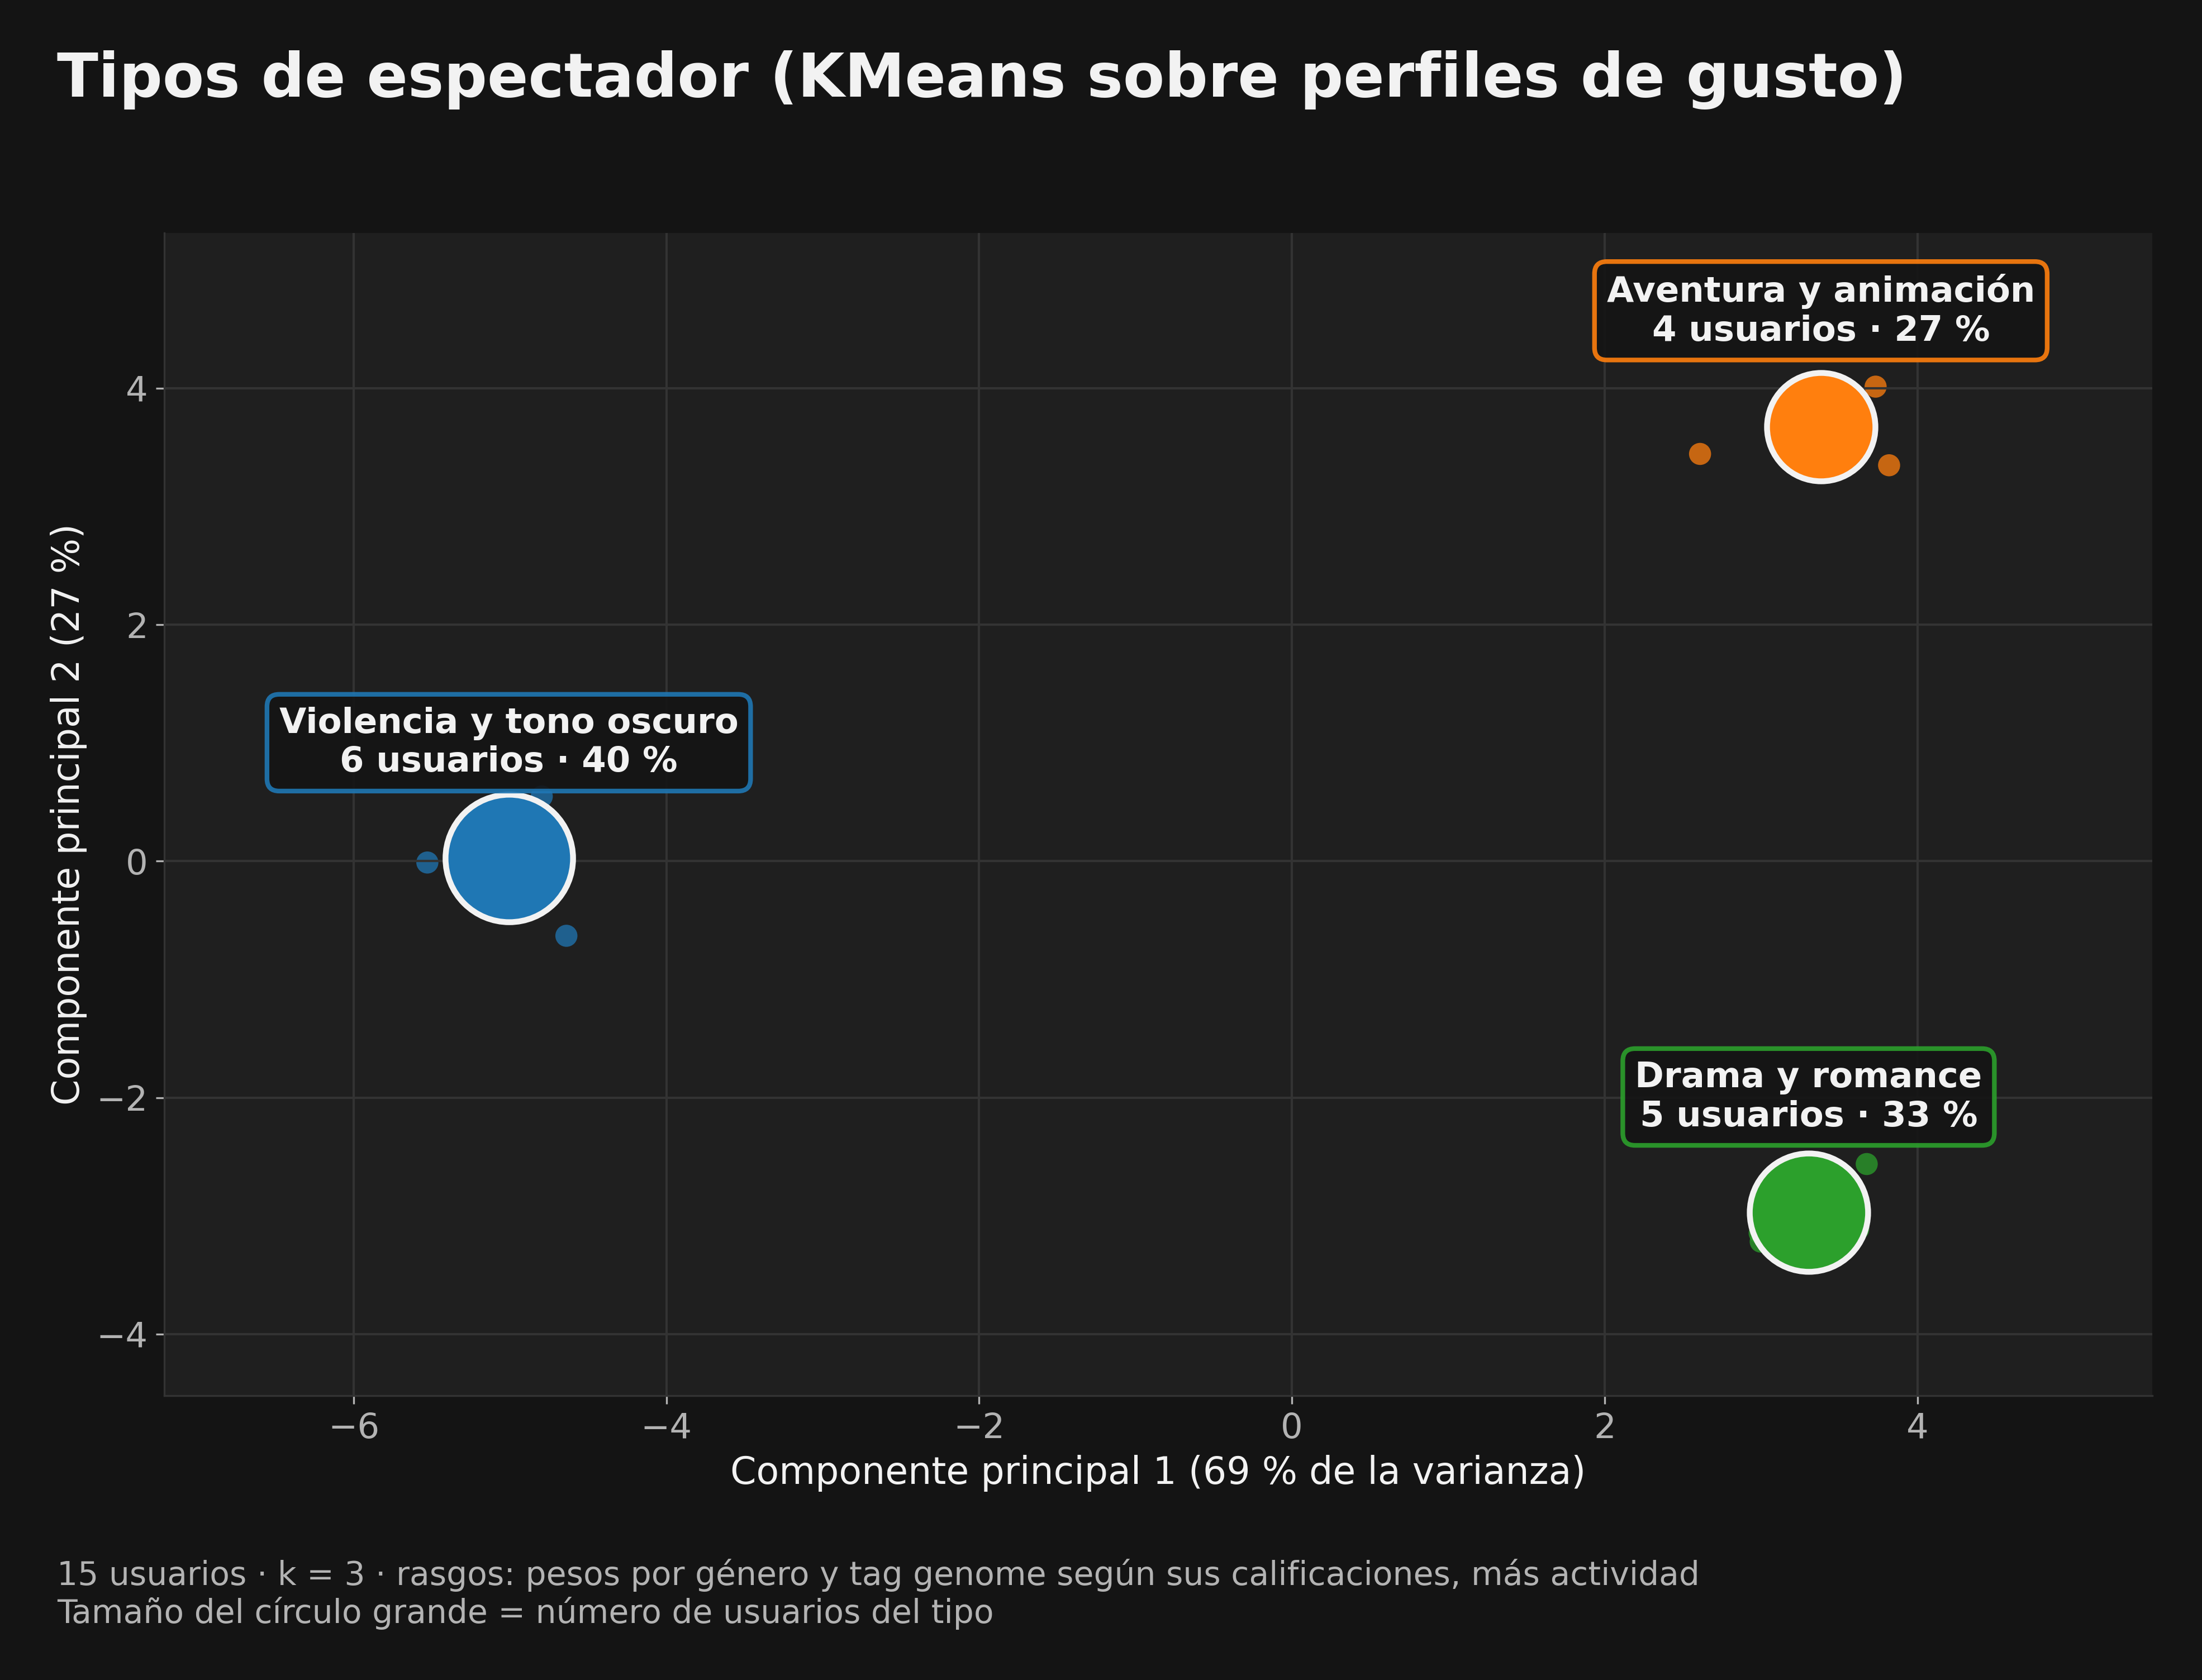 Tipos de espectador (KMeans sobre perfiles de gusto)
Aventura y animación
4 usuarios · 27 %
Violencia y tono oscuro
6 usuarios · 40 %
Drama y romance
5 usuarios · 33 %
Componente principal 2 (27 %)
4
2
0
−2
−4
−6
−4
−2
0
2
4
Componente principal 1 (69 % de la varianza)
15 usuarios · k = 3 · rasgos: pesos por género y tag genome según sus calificaciones, más actividad
Tamaño del círculo grande = número de usuarios del tipo